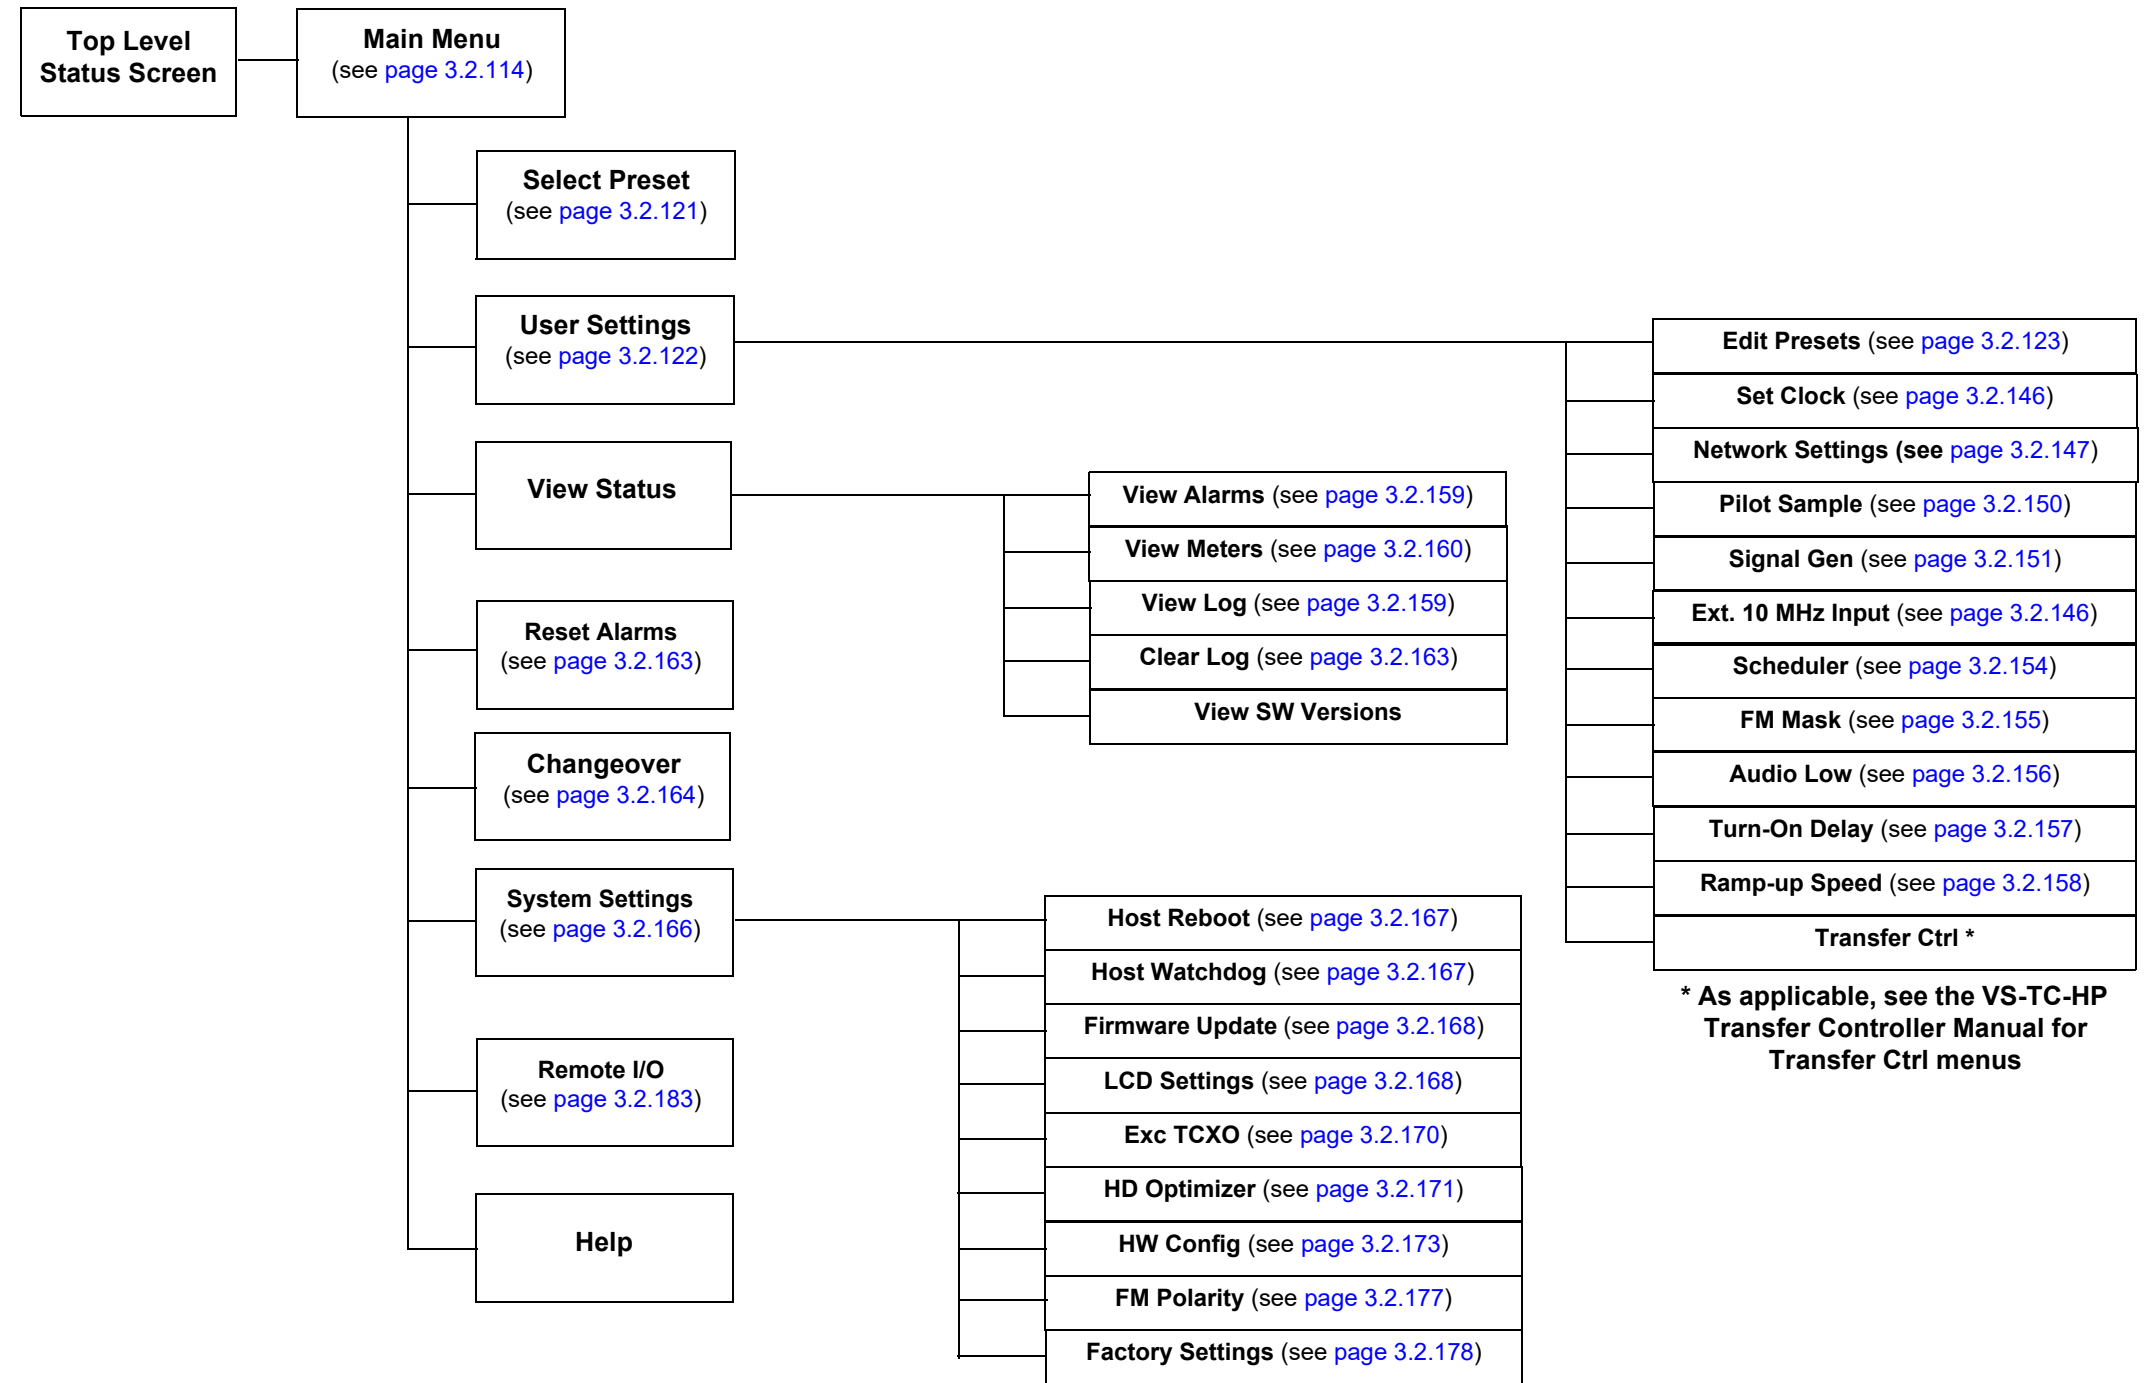 Top Level
Status Screen
Main Menu
(see page 3.2.114)
Select Preset
(see page 3.2.121)
User Settings
(see page 3.2.122)
View Status
Reset Alarms
(see page 3.2.163)
Changeover
(see page 3.2.164)
System Settings
(see page 3.2.166)
Remote I/O
(see page 3.2.183)
Help
View Alarms (see page 3.2.159)
View Meters (see page 3.2.160)
View Log (see page 3.2.159)
Clear Log (see page 3.2.163)
View SW Versions
Host Reboot (see page 3.2.167)
Host Watchdog (see page 3.2.167)
Firmware Update (see page 3.2.168)
LCD Settings (see page 3.2.168)
Exc TCXO (see page 3.2.170)
HD Optimizer (see page 3.2.171)
HW Config (see page 3.2.173)
FM Polarity (see page 3.2.177)
Factory Settings (see page 3.2.178)
Edit Presets (see page 3.2.123)
Set Clock (see page 3.2.146)
Network Settings (see page 3.2.147)
Pilot Sample (see page 3.2.150)
Signal Gen (see page 3.2.151)
Ext. 10 MHz Input (see page 3.2.146)
Scheduler (see page 3.2.154)
FM Mask (see page 3.2.155)
Audio Low (see page 3.2.156)
Turn-On Delay (see page 3.2.157)
Ramp-up Speed (see page 3.2.158)
Transfer Ctrl *
* As applicable, see the VS-TC-HP
Transfer Controller Manual for
Transfer Ctrl menus